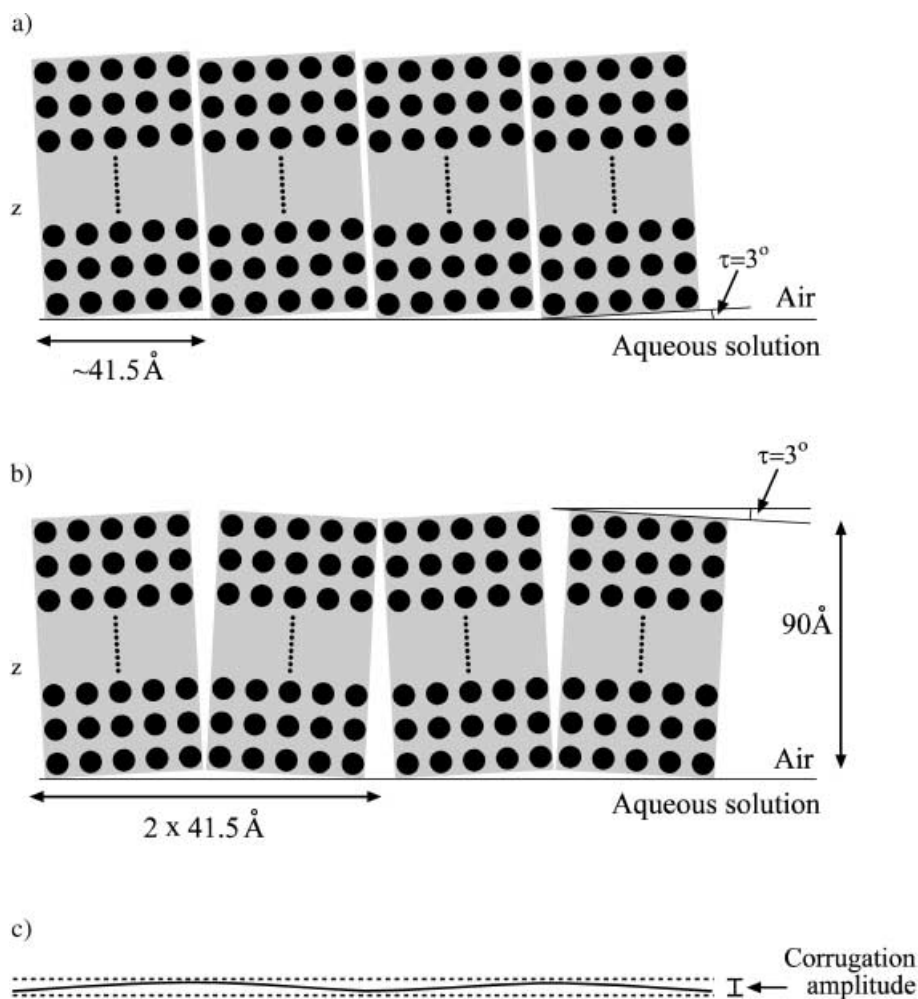 a)
z
τ=3°
Air
Aqueous solution
~41.5 Å
b)
τ=3°
90Å
z
Air
Aqueous solution
2 x 41.5 Å
c)
Corrugation
amplitude